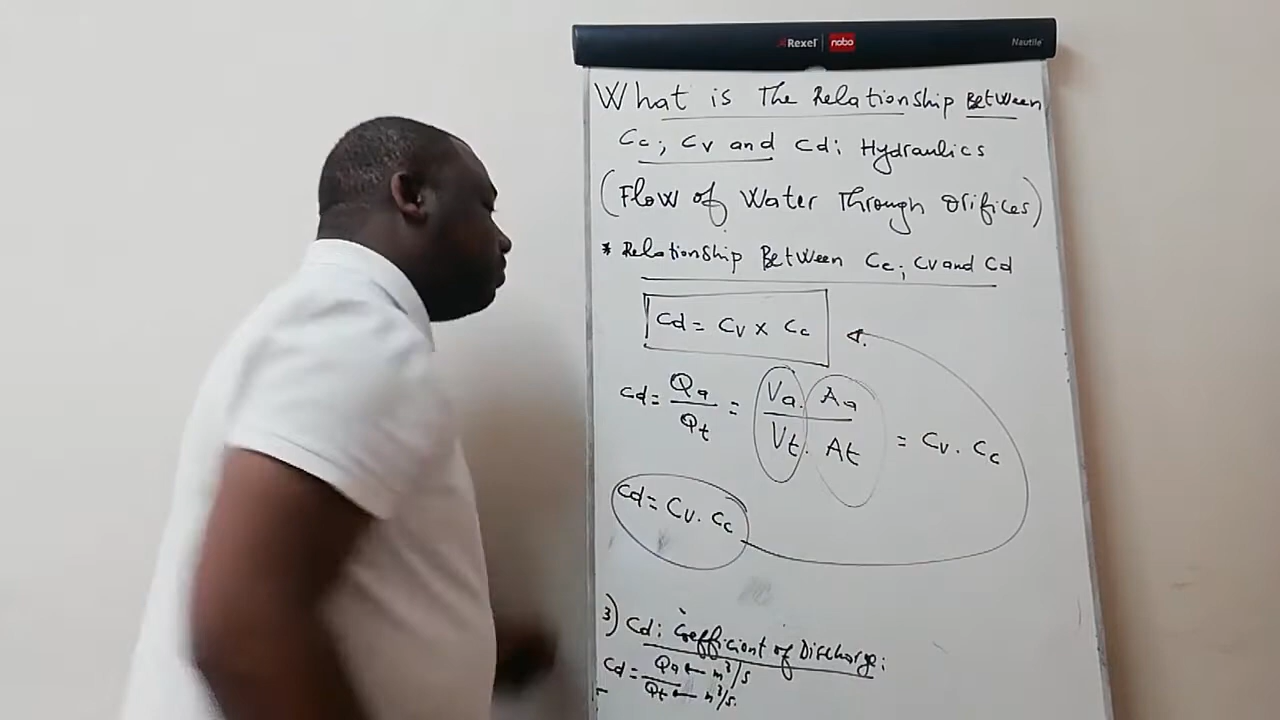 Rexel nobo Nautile
What is The Relationship Between
Cc; Cv and Cd: Hydraulics
(Flow of Water Through Orifices)
* Relationship Between Cc; Cv and Cd
Cd = Cv x Cc
Cd = Qa/Qt = Va. Aa / Vt. At = Cv. Cc
Cd = Cv. Cc
3) Cd: Coefficient of Discharge:
Cd = Qa ← m³/s
Qt ← m³/s.